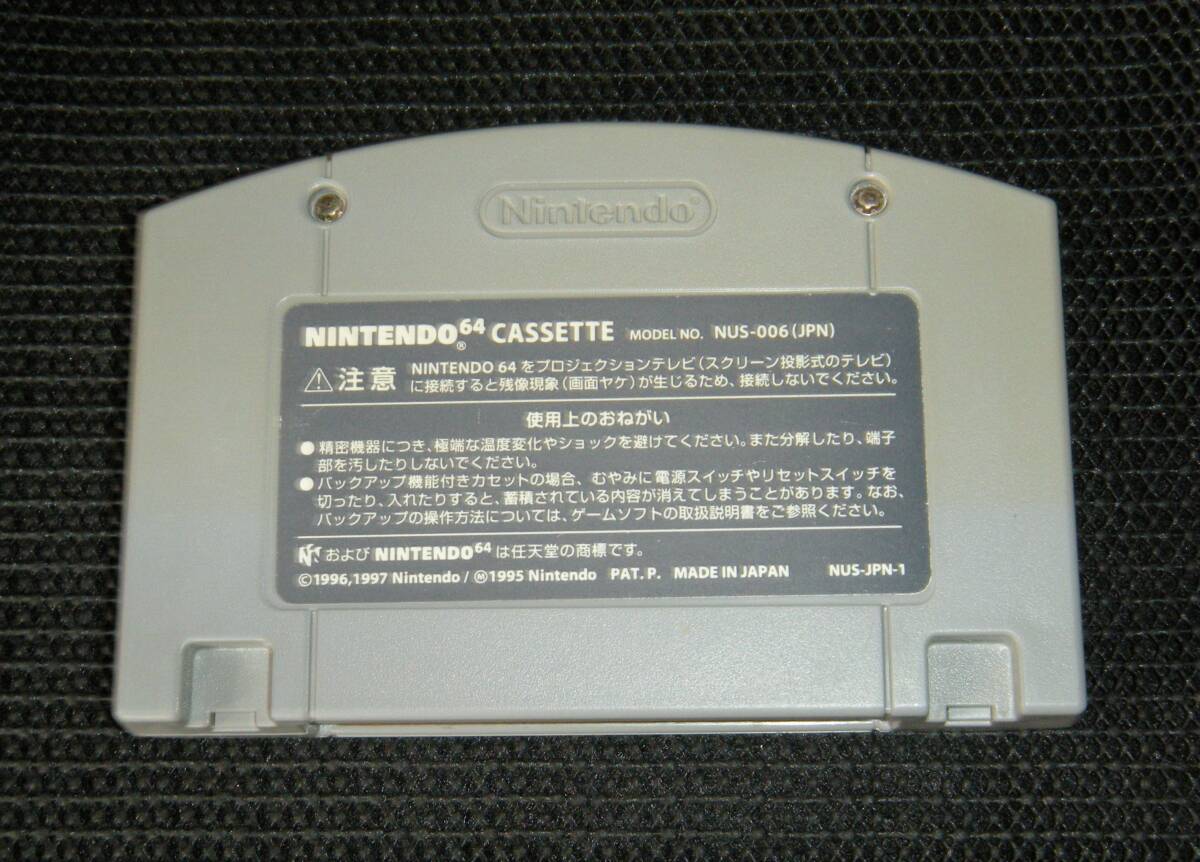 Nintendo®
NINTENDO64® CASSETTE MODEL NO. NUS-006(JPN)
⚠注意 NINTENDO 64をプロジェクションテレビ(スクリーン投影式のテレビ)
に接続すると残像現象(画面ヤケ)が生じるため、接続しないでください。
使用上のおねがい
●精密機器につき、極端な温度変化やショックを避けてください。また分解したり、端子
部を汚したりしないでください。
●バックアップ機能付きカセットの場合、むやみに電源スイッチやリセットスイッチを
切ったり、入れたりすると、蓄積されている内容が消えてしまうことがあります。なお、
バックアップの操作方法については、ゲームソフトの取扱説明書をご参照ください。
および NINTENDO64 は任天堂の商標です。
©1996,1997 Nintendo/Ⓜ1995 Nintendo PAT.P. MADE IN JAPAN NUS-JPN-1